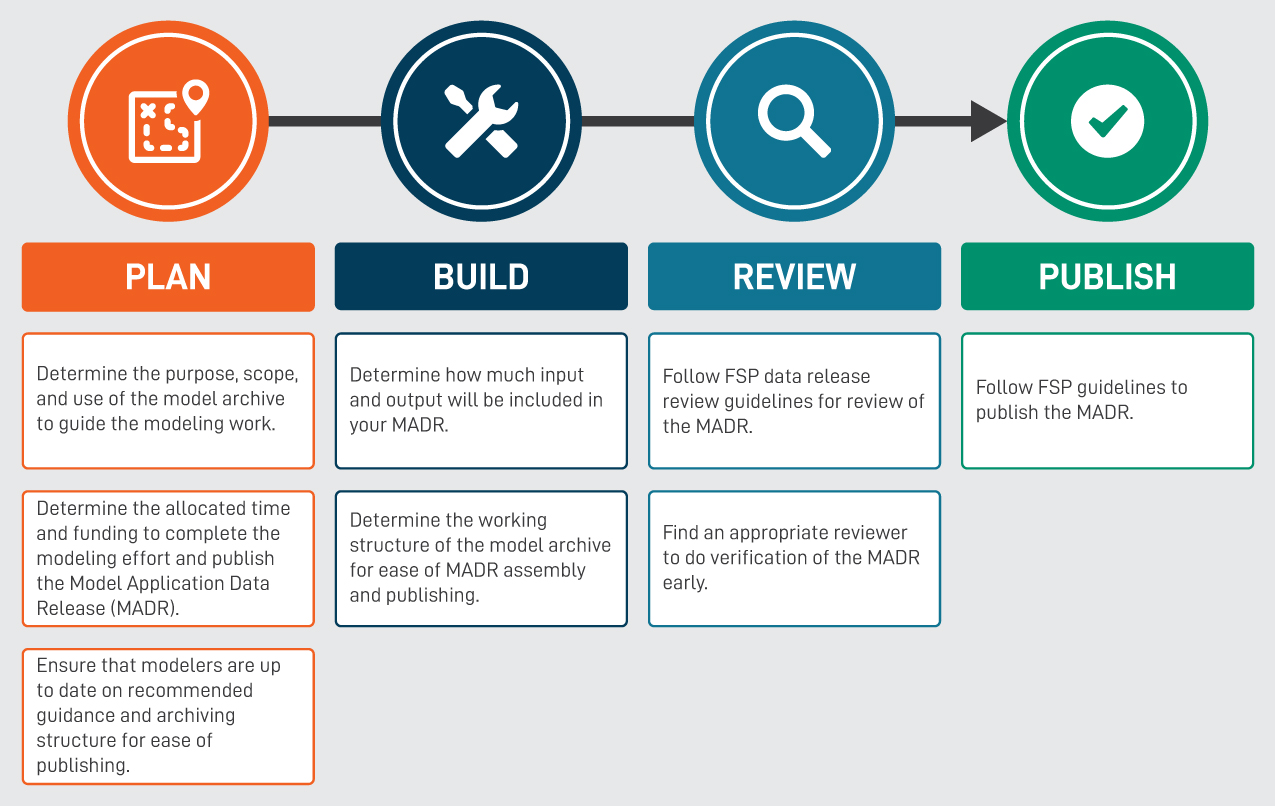 PLAN
Determine the purpose, scope,
and use of the model archive
to guide the modeling work.
Determine the allocated time
and funding to complete the
modeling effort and publish
the Model Application Data
Release (MADR).
Ensure that modelers are up
to date on recommended
guidance and archiving
structure for ease of
publishing.
BUILD
Determine how much input
and output will be included in
your MADR.
Determine the working
structure of the model archive
for ease of MADR assembly
and publishing.
REVIEW
Follow FSP data release
review guidelines for review of
the MADR.
Find an appropriate reviewer
to do verification of the MADR
early.
PUBLISH
Follow FSP guidelines to
publish the MADR.